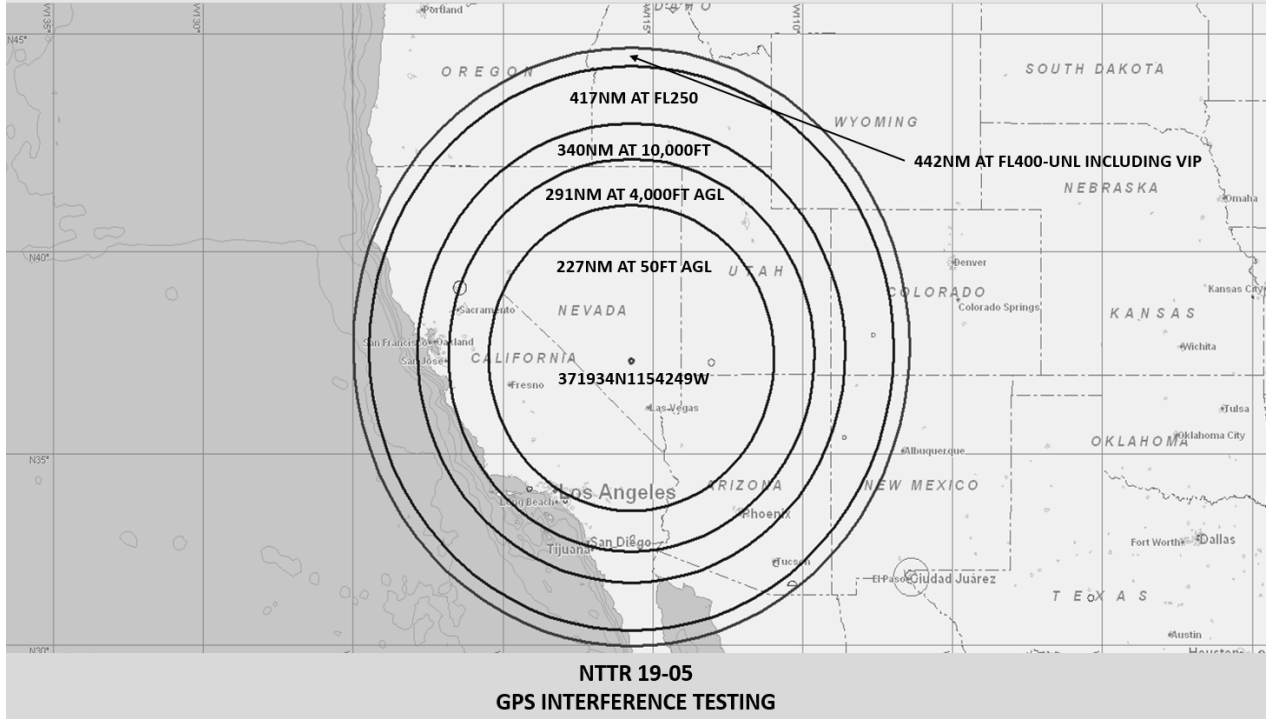 W135°
W130°
Portland
W115°
IDAHO
W110°
N45°
OREGON
SOUTH DAKOTA
417NM AT FL250
WYOMING
340NM AT 10,000FT
442NM AT FL400-UNL INCLUDING VIP
NEBRASKA
291NM AT 4,000FT AGL
Omaha
N40°
227NM AT 50FT AGL
UTAH
Denver
COLORADO
Kansas City
Sacramento
NEVADA
Colorado Springs
KANSAS
San Francisco
Oakland
Wichita
San Jose
CALIFORNIA
371934N1154249W
Fresno
Las Vegas
Tulsa
Oklahoma City
OKLAHOMA
Albuquerque
N35°
ARIZONA
NEW MEXICO
Los Angeles
Long Beach
Phoenix
San Diego
Tijuana
Fort Worth
Dallas
Tucson
El Paso
Ciudad Juárez
TEXAS
Austin
N30°
Houston
NTTR 19-05
GPS INTERFERENCE TESTING